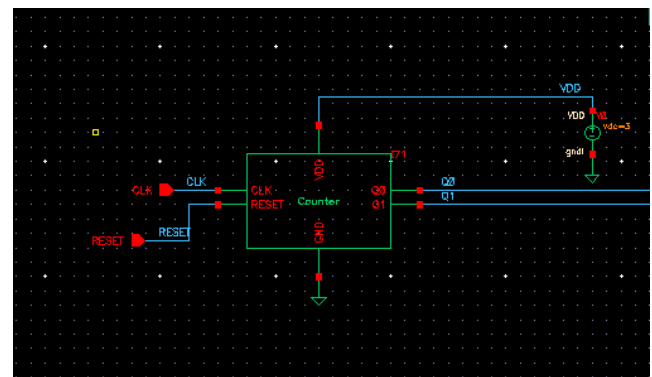 VDD
VDD V0
vdc=3
gnd!
I71
VDD
CLK CLK CLK Q0 Q0
RESET Counter Q1 Q1
RESET RESET
GND